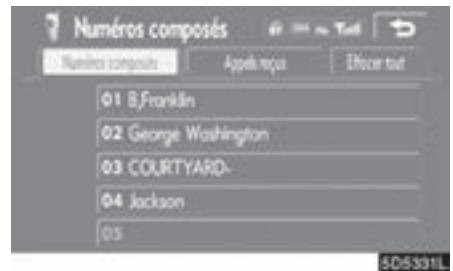 Numéros composés
Numéros composés Appels reçus Effacer tout
01 B,Franklin
02 George Washington
03 COURTYARD-
04 Jackson
05
5D5331L